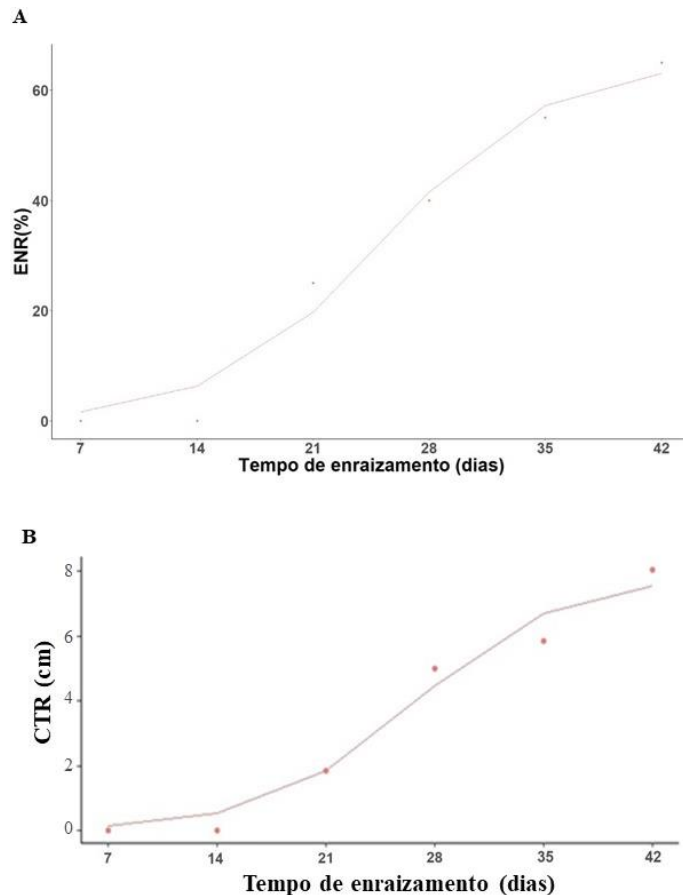 A
60
40
20
0
ENR(%)
7 14 21 28 35 42
Tempo de enraizamento (dias)
B
8
6
4
2
0
CTR (cm)
7 14 21 28 35 42
Tempo de enraizamento (dias)